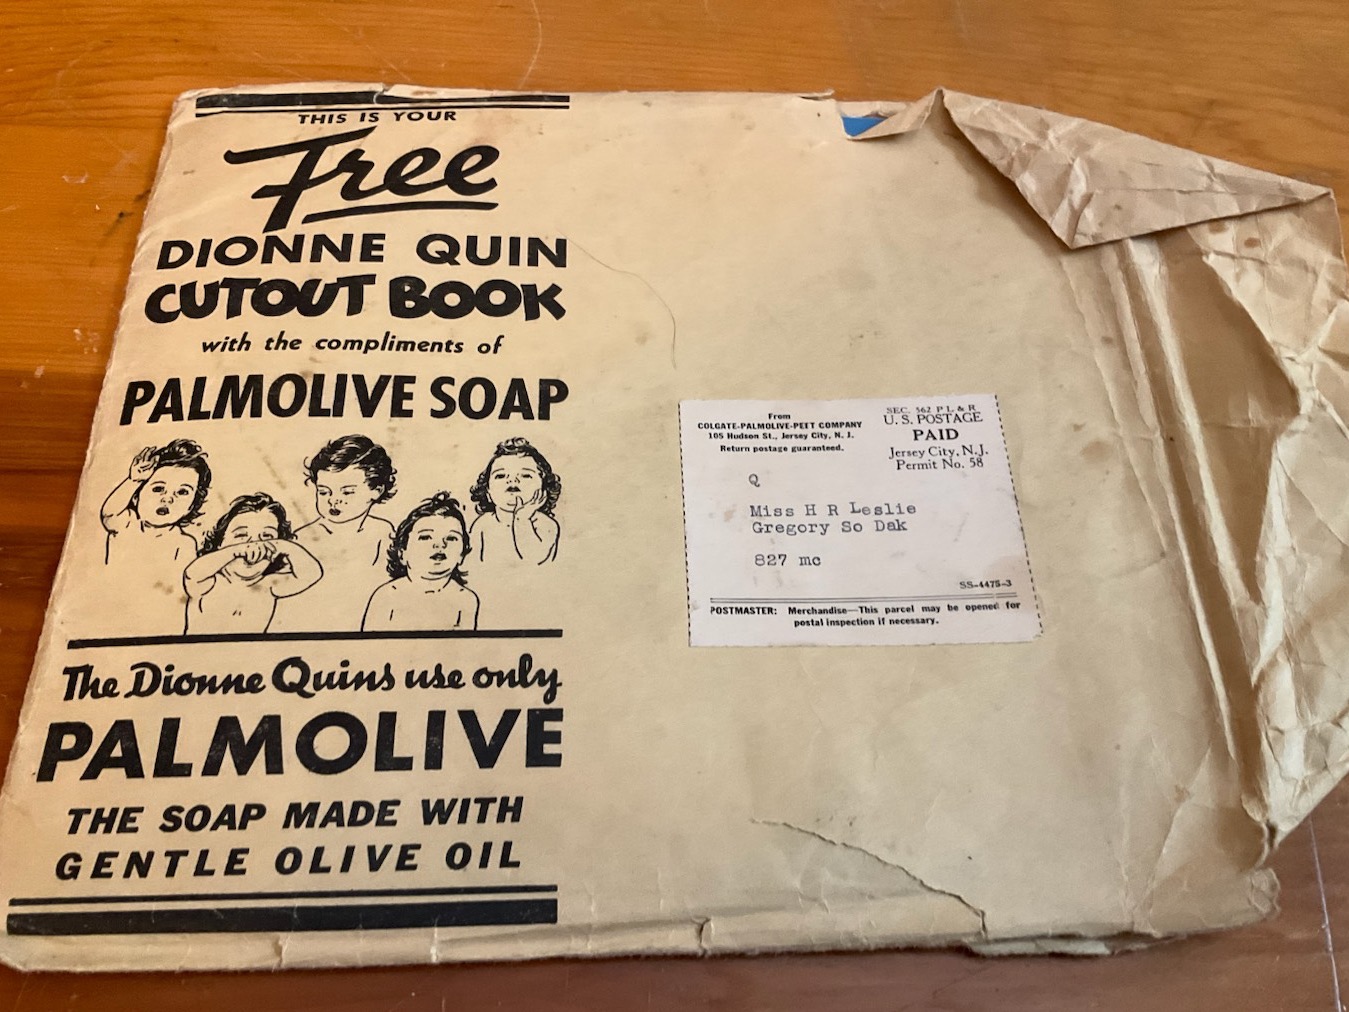 THIS IS YOUR
Free
DIONNE QUIN
CUTOUT BOOK
with the compliments of
PALMOLIVE SOAP
The Dionne Quins use only
PALMOLIVE
THE SOAP MADE WITH
GENTLE OLIVE OIL
From
COLGATE-PALMOLIVE-PEET COMPANY
105 Hudson St., Jersey City, N. J.
Return postage guaranteed.
SEC. 562 P L & R
U. S. POSTAGE
PAID
Jersey City, N.J.
Permit No. 58
Q
Miss H R Leslie
Gregory So Dak
827 mc
SS-4475-3
POSTMASTER: Merchandise—This parcel may be opened for
postal inspection if necessary.